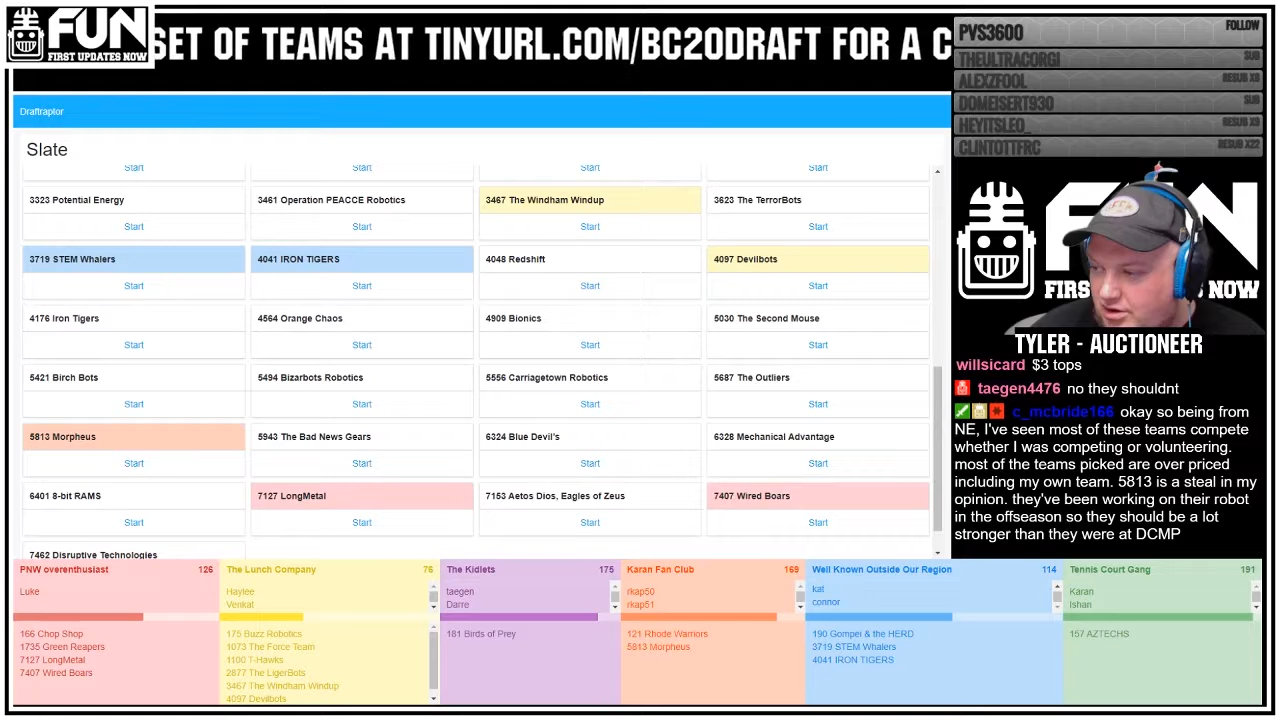 FUN
FIRST UPDATES NOW
SET OF TEAMS AT TINYURL.COM/BC20DRAFT FOR A C
PVS3600 FOLLOW
THEULTRACORGI SUB
ALEXZFOOL RESUB X8
DOMEISERT930 SUB
HEYITSLEO_ RESUB X9
CLINTOTTFRC RESUB X22
Draftraptor
Slate
Start Start Start Start
3323 Potential Energy 3461 Operation PEACCE Robotics 3467 The Windham Windup 3623 The TerrorBots
Start Start Start Start
3719 STEM Whalers 4041 IRON TIGERS 4048 Redshift 4097 Devilbots
Start Start Start Start
4176 Iron Tigers 4564 Orange Chaos 4909 Bionics 5030 The Second Mouse
Start Start Start Start
5421 Birch Bots 5494 Bizarbots Robotics 5556 Carriagetown Robotics 5687 The Outliers
Start Start Start Start
5813 Morpheus 5943 The Bad News Gears 6324 Blue Devil's 6328 Mechanical Advantage
Start Start Start Start
6401 8-bit RAMS 7127 LongMetal 7153 Aetos Dios, Eagles of Zeus 7407 Wired Boars
Start Start Start Start
7462 Disruptive Technologies
FIRS NOW
TYLER - AUCTIONEER
willsicard $3 tops
taegen4476 no they shouldnt
c_mcbride166 okay so being from
NE, I've seen most of these teams compete
whether I was competing or volunteering.
most of the teams picked are over priced
including my own team. 5813 is a steal in my
opinion. they've been working on their robot
in the offseason so they should be a lot
stronger than they were at DCMP
PNW overenthusiast 126
Luke
166 Chop Shop
1735 Green Reapers
7127 LongMetal
7407 Wired Boars
The Lunch Company 76
Haylee
Venkat
175 Buzz Robotics
1073 The Force Team
1100 T-Hawks
2877 The LigerBots
3467 The Windham Windup
4097 Devilbots
The Kidlets 175
taegen
Darre
181 Birds of Prey
Karan Fan Club 169
rkap50
rkap51
121 Rhode Warriors
5813 Morpheus
Well Known Outside Our Region 114
kat
connor
190 Gompei & the HERD
3719 STEM Whalers
4041 IRON TIGERS
Tennis Court Gang 191
Karan
Ishan
157 AZTECHS